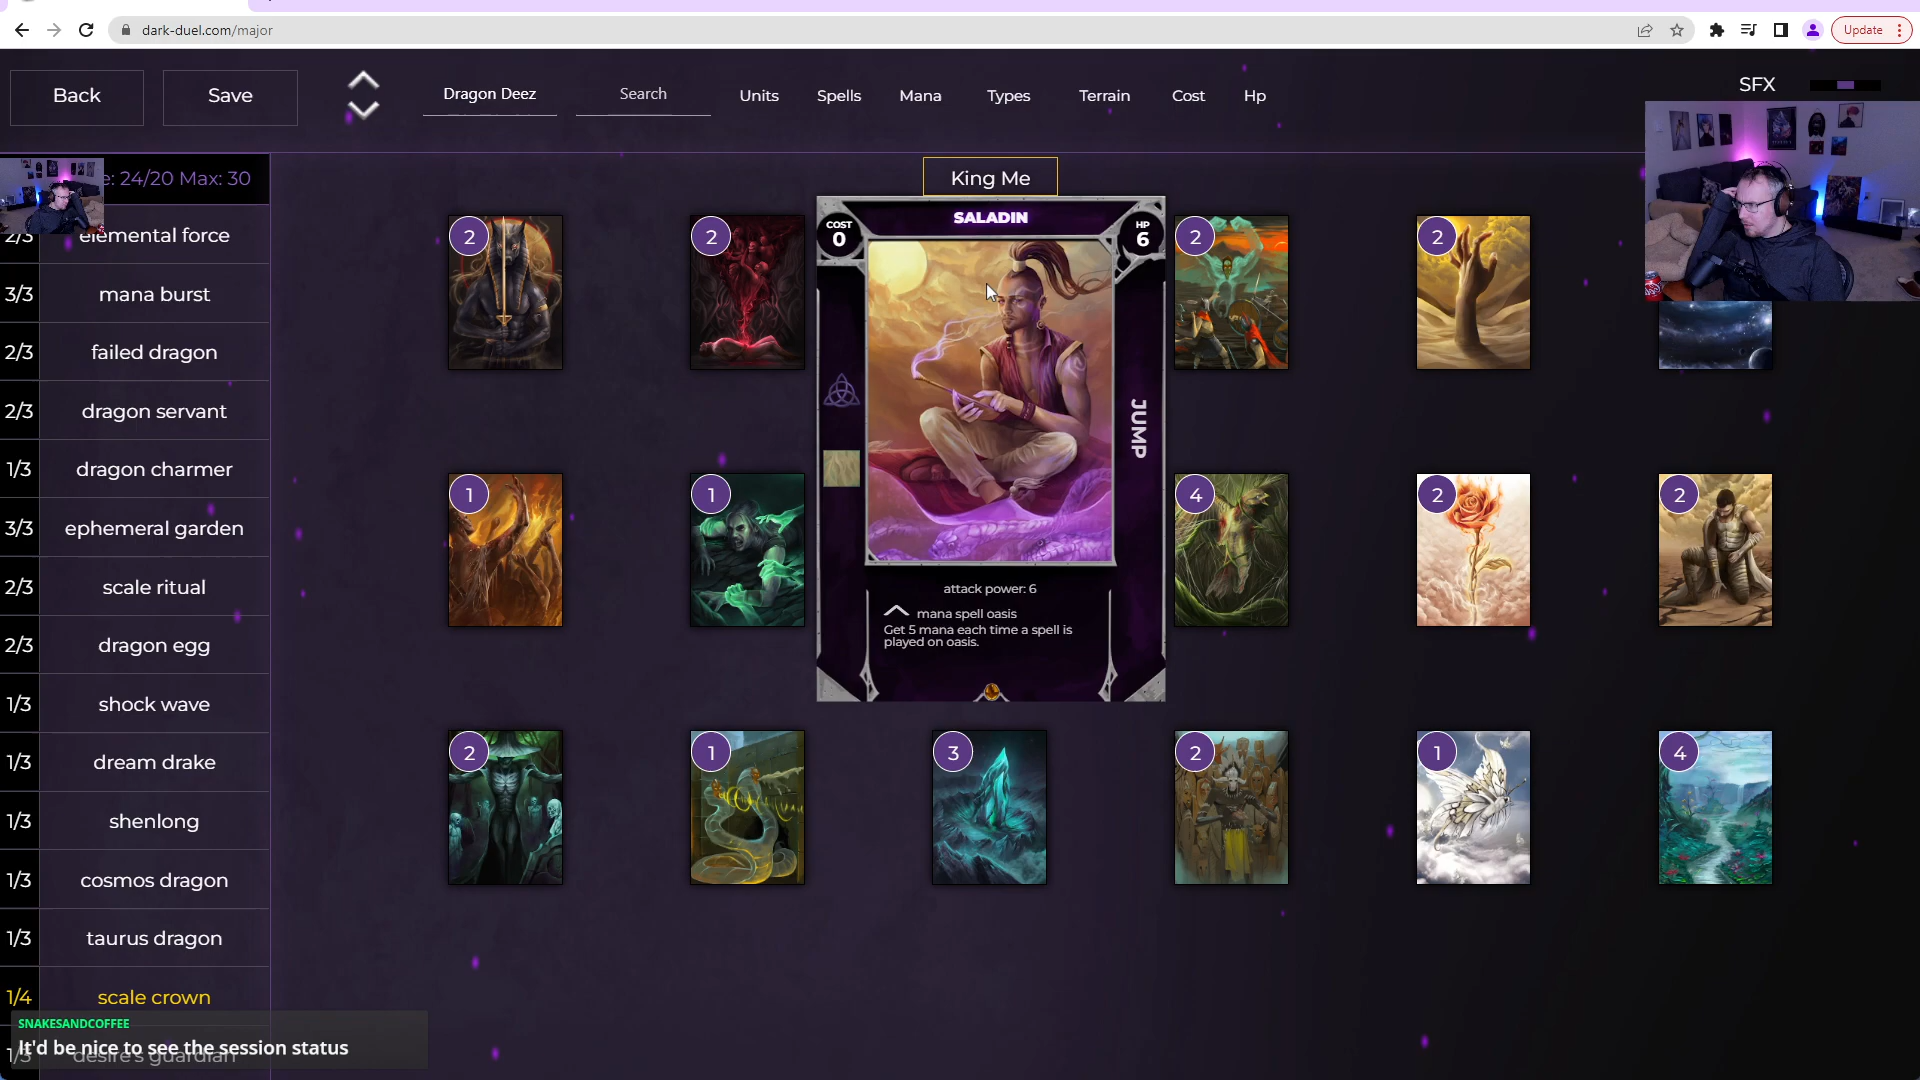 dark-duel.com/major
Update
Back
Save
Dragon Deez
Search
Units
Spells
Mana
Types
Terrain
Cost
Hp
SFX
e: 24/20 Max: 30
2/3 elemental force
3/3 mana burst
2/3 failed dragon
2/3 dragon servant
1/3 dragon charmer
3/3 ephemeral garden
2/3 scale ritual
2/3 dragon egg
1/3 shock wave
1/3 dream drake
1/3 shenlong
1/3 cosmos dragon
1/3 taurus dragon
1/4 scale crown
1/3 desire's guardian
SNAKESANDCOFFEE
It'd be nice to see the session status
King Me
COST
0
SALADIN
HP
6
JUMP
attack power: 6
mana spell oasis
Get 5 mana each time a spell is
played on oasis.
2
2
2
2
1
1
4
2
2
2
1
3
2
1
4